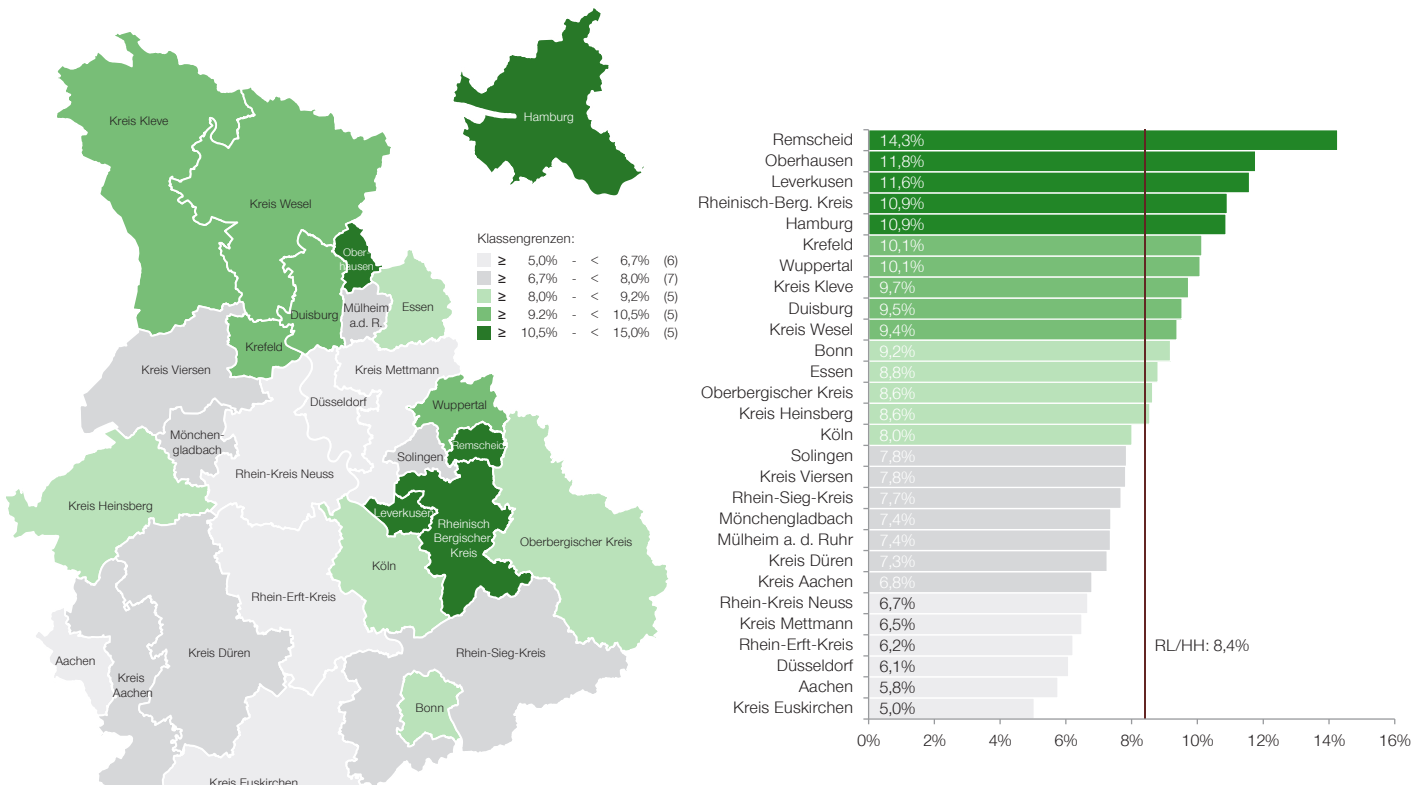 Kreis Kleve
Hamburg
Kreis Wesel
Ober-
hausen
Klassengrenzen:
≥ 5,0% - < 6,7% (6)
≥ 6,7% - < 8,0% (7)
≥ 8,0% - < 9,2% (5)
≥ 9.2% - < 10,5% (5)
≥ 10,5% - < 15,0% (5)
Duisburg
Mülheim
a.d. R.
Essen
Krefeld
Kreis Viersen
Kreis Mettmann
Düsseldorf
Wuppertal
Mönchen-
gladbach
Solingen
Remscheid
Rhein-Kreis Neuss
Kreis Heinsberg
Leverkusen
Rheinisch
Bergischer
Kreis
Oberbergischer Kreis
Köln
Rhein-Erft-Kreis
Aachen
Kreis
Aachen
Kreis Düren
Rhein-Sieg-Kreis
Bonn
Kreis Euskirchen
Remscheid 14,3%
Oberhausen 11,8%
Leverkusen 11,6%
Rheinisch-Berg. Kreis 10,9%
Hamburg 10,9%
Krefeld 10,1%
Wuppertal 10,1%
Kreis Kleve 9,7%
Duisburg 9,5%
Kreis Wesel 9,4%
Bonn 9,2%
Essen 8,8%
Oberbergischer Kreis 8,6%
Kreis Heinsberg 8,6%
Köln 8,0%
Solingen 7,8%
Kreis Viersen 7,8%
Rhein-Sieg-Kreis 7,7%
Mönchengladbach 7,4%
Mülheim a. d. Ruhr 7,4%
Kreis Düren 7,3%
Kreis Aachen 6,8%
Rhein-Kreis Neuss 6,7%
Kreis Mettmann 6,5%
Rhein-Erft-Kreis 6,2%
RL/HH: 8,4%
Düsseldorf 6,1%
Aachen 5,8%
Kreis Euskirchen 5,0%
0% 2% 4% 6% 8% 10% 12% 14% 16%